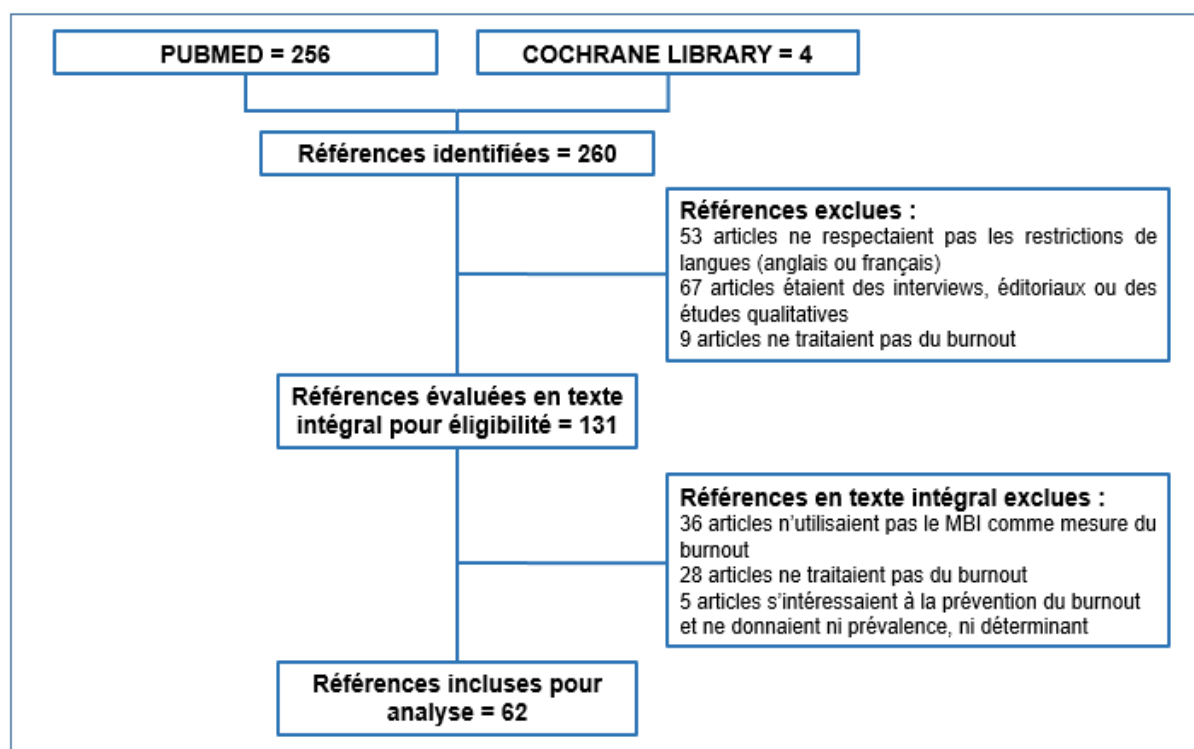 PUBMED = 256
COCHRANE LIBRARY = 4
Références identifiées = 260
Références exclues :
53 articles ne respectaient pas les restrictions de
langues (anglais ou français)
67 articles étaient des interviews, éditoriaux ou des
études qualitatives
9 articles ne traitaient pas du burnout
Références évaluées en texte
intégral pour éligibilité = 131
Références en texte intégral exclues :
36 articles n’utilisaient pas le MBI comme mesure du
burnout
28 articles ne traitaient pas du burnout
5 articles s’intéressaient à la prévention du burnout
et ne donnaient ni prévalence, ni déterminant
Références incluses pour
analyse = 62